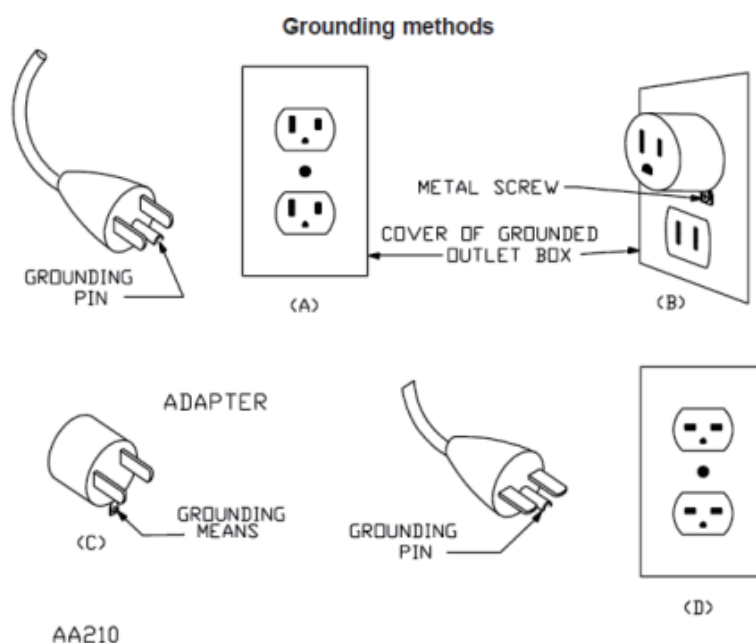 Grounding methods
GROUNDING
PIN
(A)
METAL SCREW
COVER OF GROUNDED
OUTLET BOX
(B)
ADAPTER
GROUNDING
MEANS
(C)
GROUNDING
PIN
(D)
AA210